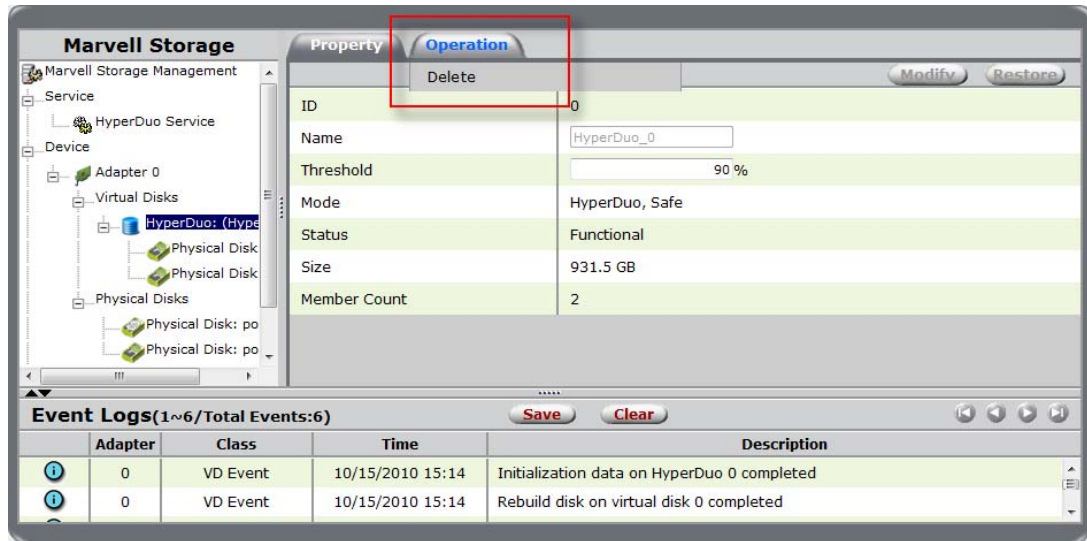 Marvell Storage
Property Operation
Marvell Storage Management
Service
HyperDuo Service
Device
Adapter 0
Virtual Disks
HyperDuo: (Hype
Physical Disk
Physical Disk
Physical Disks
Physical Disk: po
Physical Disk: po
Delete
Modify Restore
ID 0
Name HyperDuo_0
Threshold 90 %
Mode HyperDuo, Safe
Status Functional
Size 931.5 GB
Member Count 2
Event Logs(1~6/Total Events:6) Save Clear
Adapter Class Time Description
0 VD Event 10/15/2010 15:14 Initialization data on HyperDuo 0 completed
0 VD Event 10/15/2010 15:14 Rebuild disk on virtual disk 0 completed